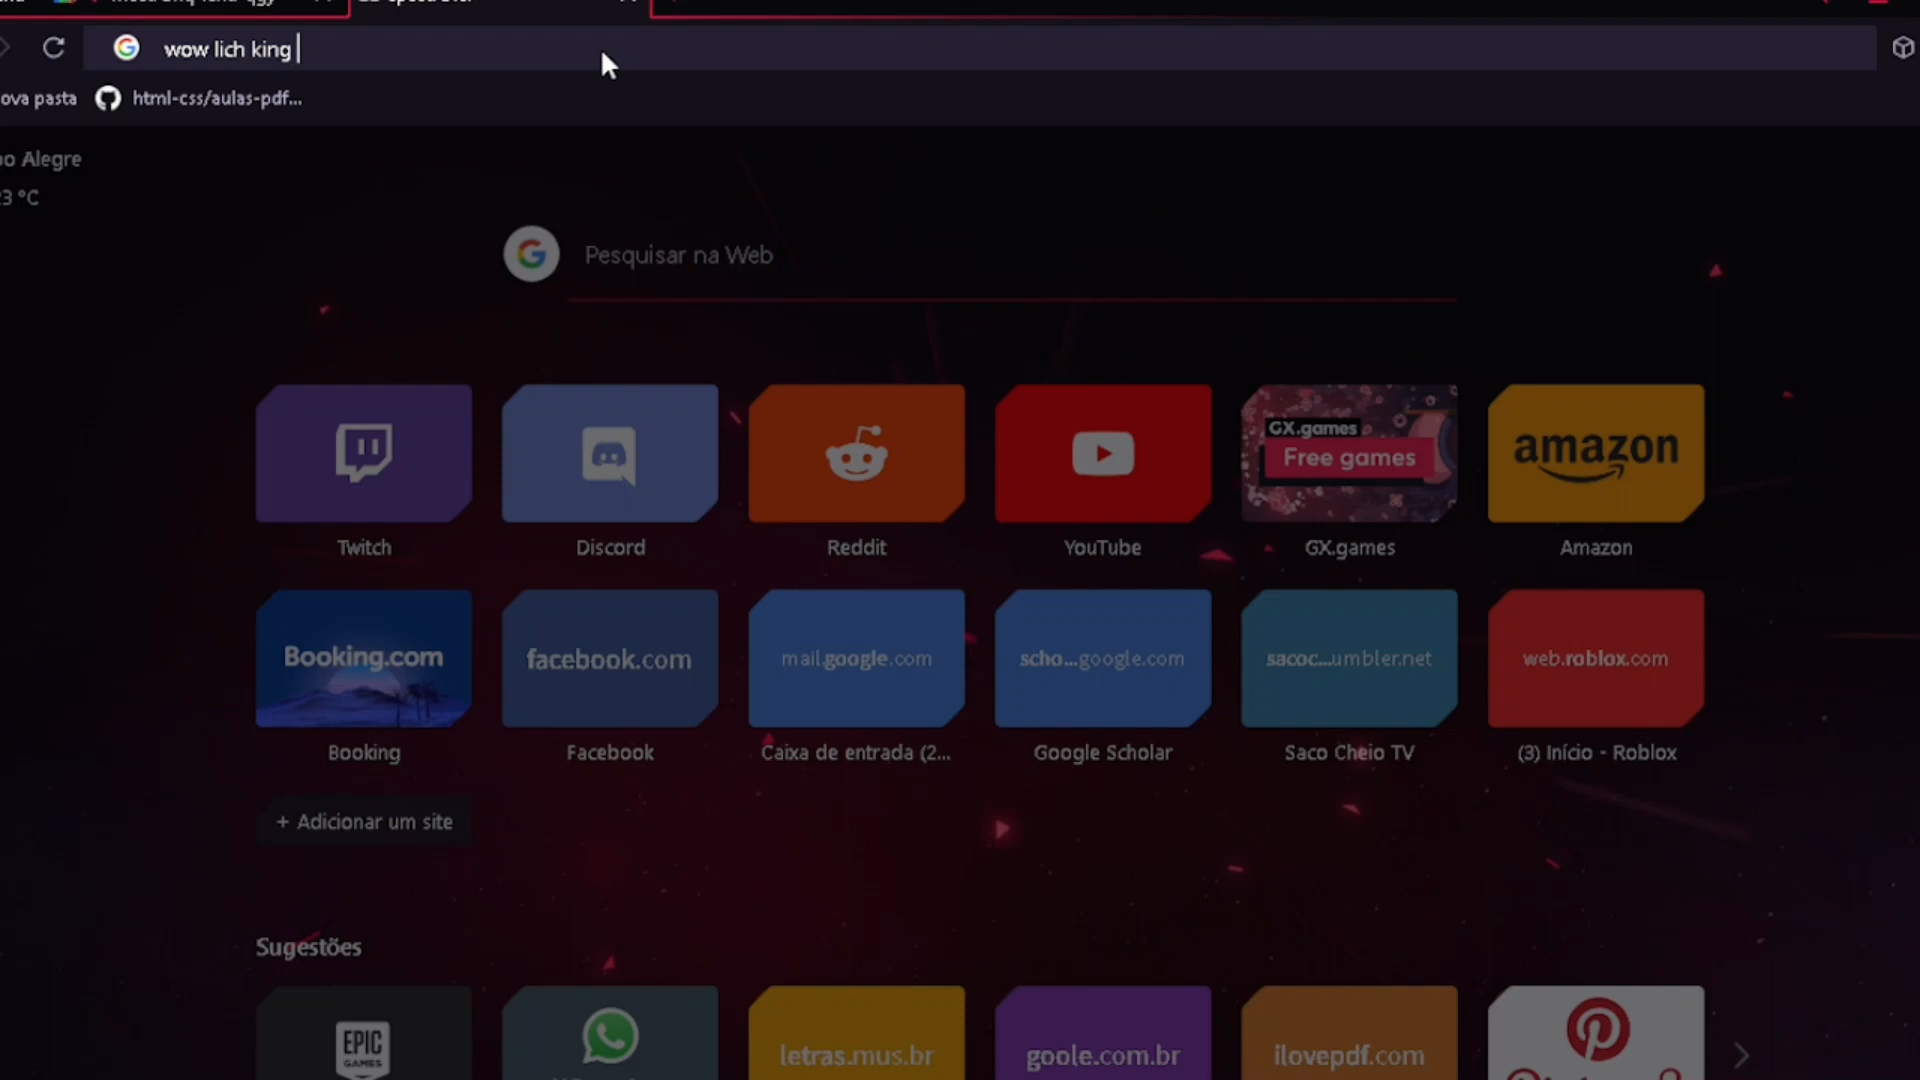 wow lich king
ova pasta
html-css/aulas-pdf...
o Alegre
3 °C
Pesquisar na Web
GX.games
Free games
amazon
Twitch
Discord
Reddit
YouTube
GX.games
Amazon
Booking.com
facebook.com
mail.google.com
scho...google.com
sacoc...umbler.net
web.roblox.com
Booking
Facebook
Caixa de entrada (2...
Google Scholar
Saco Cheio TV
(3) Início - Roblox
+ Adicionar um site
Sugestões
EPIC
GAMES
letras.mus.br
goole.com.br
ilovepdf.com